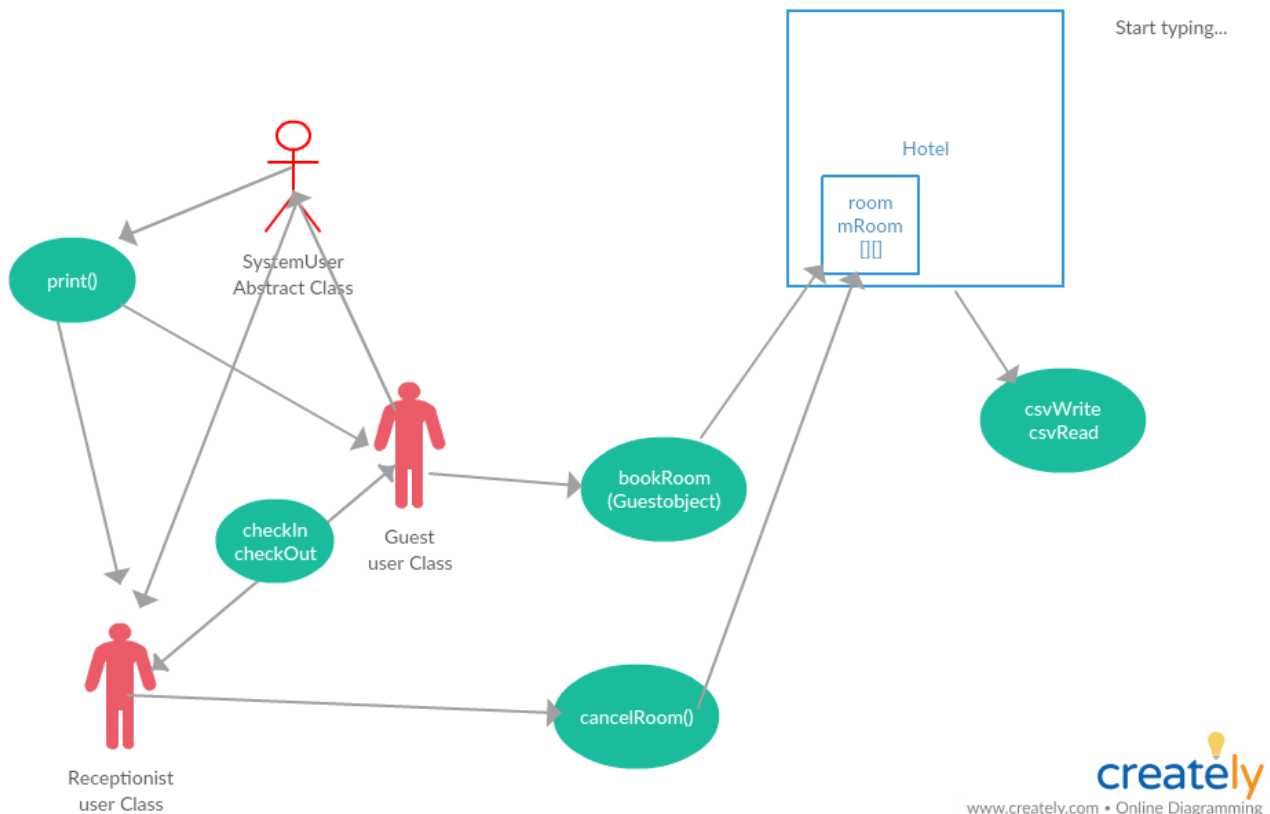 Start typing...
Hotel
room
mRoom
[][]
SystemUser
Abstract Class
print()
csvWrite
csvRead
bookRoom
(Guestobject)
checkIn
checkOut
Guest
user Class
cancelRoom()
Receptionist
user Class
creately
www.creately.com • Online Diagramming